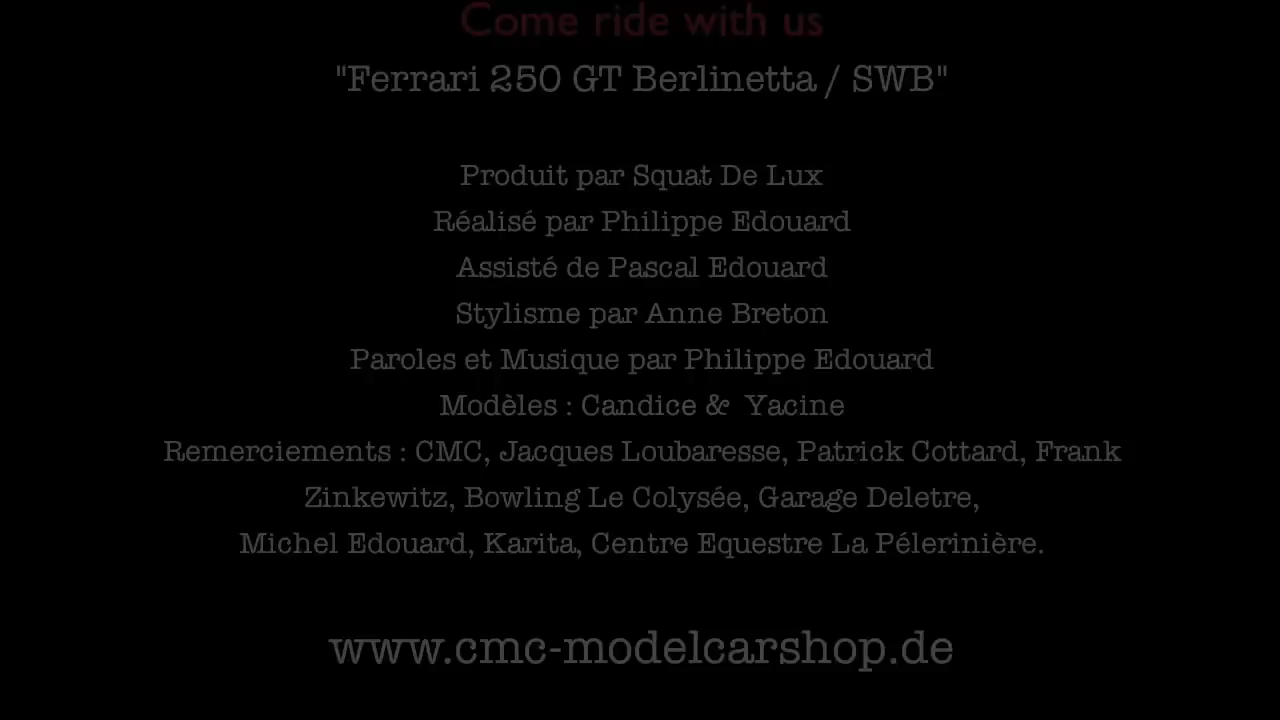 Come ride with us
"Ferrari 250 GT Berlinetta / SWB"
Produit par Squat De Lux
Réalisé par Philippe Edouard
Assisté de Pascal Edouard
Stylisme par Anne Breton
Paroles et Musique par Philippe Edouard
Modèles : Candice & Yacine
Remerciements : CMC, Jacques Loubaresse, Patrick Cottard, Frank
Zinkewitz, Bowling Le Colysée, Garage Deletre,
Michel Edouard, Karita, Centre Equestre La Pélerinière.
www.cmc-modelcarshop.de